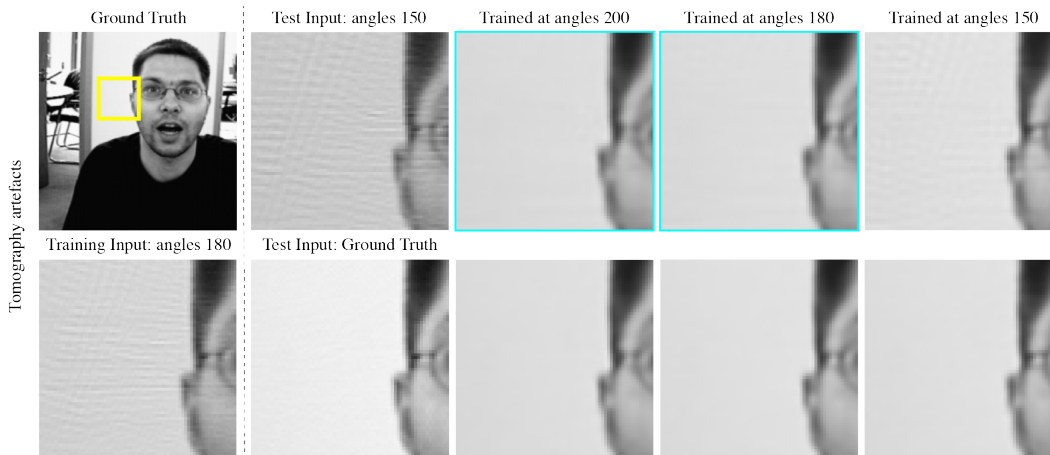 Ground Truth
Test Input: angles 150
Trained at angles 200
Trained at angles 180
Trained at angles 150
Tomography artefacts
Training Input: angles 180
Test Input: Ground Truth